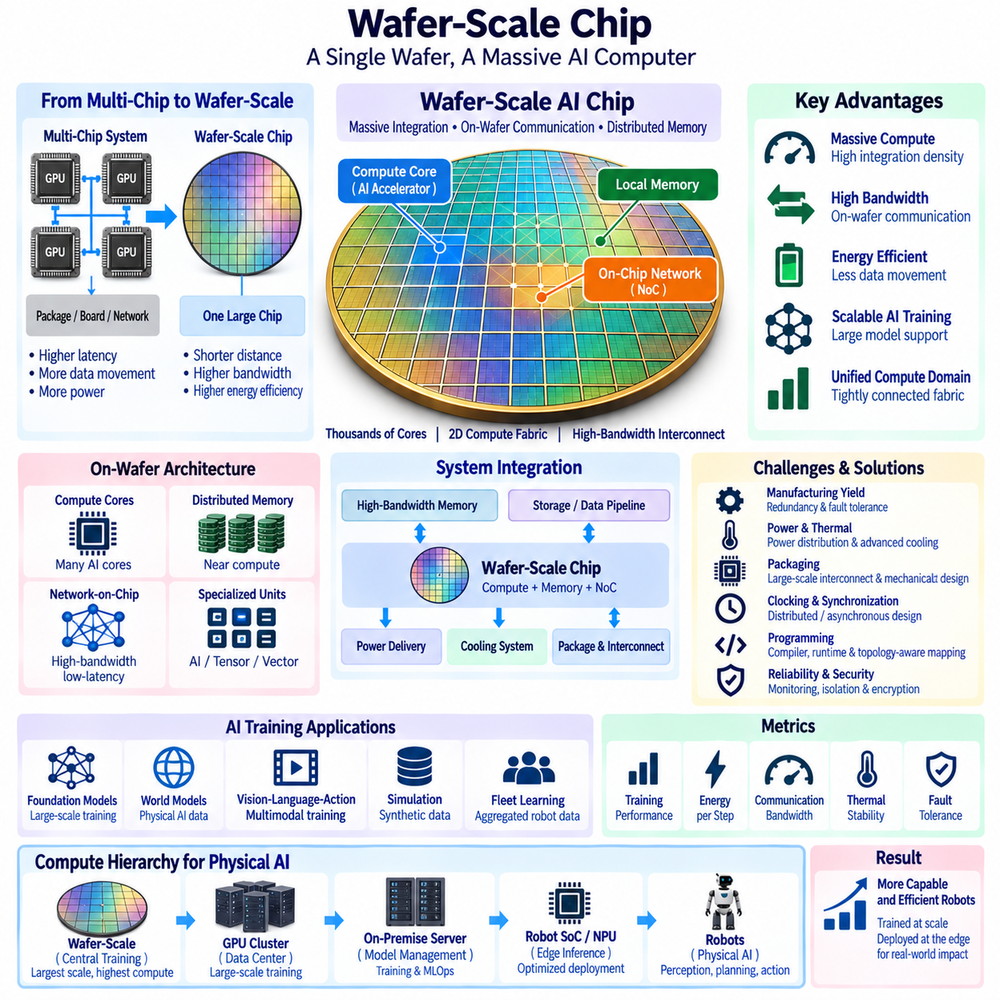 Wafer-Scale Chip
A Single Wafer, A Massive AI Computer
From Multi-Chip to Wafer-Scale
Multi-Chip System
Wafer-Scale Chip
GPU
GPU
GPU
GPU
Package / Board / Network
One Large Chip
• Higher latency
• More data movement
• More power
• Shorter distance
• Higher bandwidth
• Higher energy efficiency
Wafer-Scale AI Chip
Massive Integration • On-Wafer Communication • Distributed Memory
Compute Core
( AI Accelerator )
Local Memory
On-Chip Network
( NoC )
Thousands of Cores | 2D Compute Fabric | High-Bandwidth Interconnect
Key Advantages
Massive Compute
High integration density
High Bandwidth
On-wafer communication
Energy Efficient
Less data movement
Scalable AI Training
Large model support
Unified Compute Domain
Tightly connected fabric
On-Wafer Architecture
Compute Cores
Many AI cores
Distributed Memory
Near compute
Network-on-Chip
High-bandwidth
low-latency
Specialized Units
AI / Tensor / Vector
System Integration
High-Bandwidth Memory
Storage / Data Pipeline
Wafer-Scale Chip
Compute + Memory + NoC
Power Delivery
Cooling System
Package & Interconnect
Challenges & Solutions
Manufacturing Yield
Redundancy & fault tolerance
Power & Thermal
Power distribution & advanced cooling
Packaging
Large-scale interconnect & mechanical design
Clocking & Synchronization
Distributed / asynchronous design
Programming
Compiler, runtime & topology-aware mapping
Reliability & Security
Monitoring, isolation & encryption
AI Training Applications
Foundation Models
Large-scale training
World Models
Physical AI data
Vision-Language-Action
Multimodal training
Simulation
Synthetic data
Fleet Learning
Aggregated robot data
Metrics
Training
Performance
Energy
per Step
Communication
Bandwidth
Thermal
Stability
Fault
Tolerance
Compute Hierarchy for Physical AI
Wafer-Scale
( Central Training )
Largest scale, highest compute
GPU Cluster
( Data Center )
Large-scale training
On-Premise Server
( Model Management )
Training & MLOps
Robot SoC / NPU
( Edge Inference )
Optimized deployment
Robots
( Physical AI )
Perception, planning, action
Result
More Capable
and Efficient Robots
Trained at scale
Deployed at the edge
for real-world impact